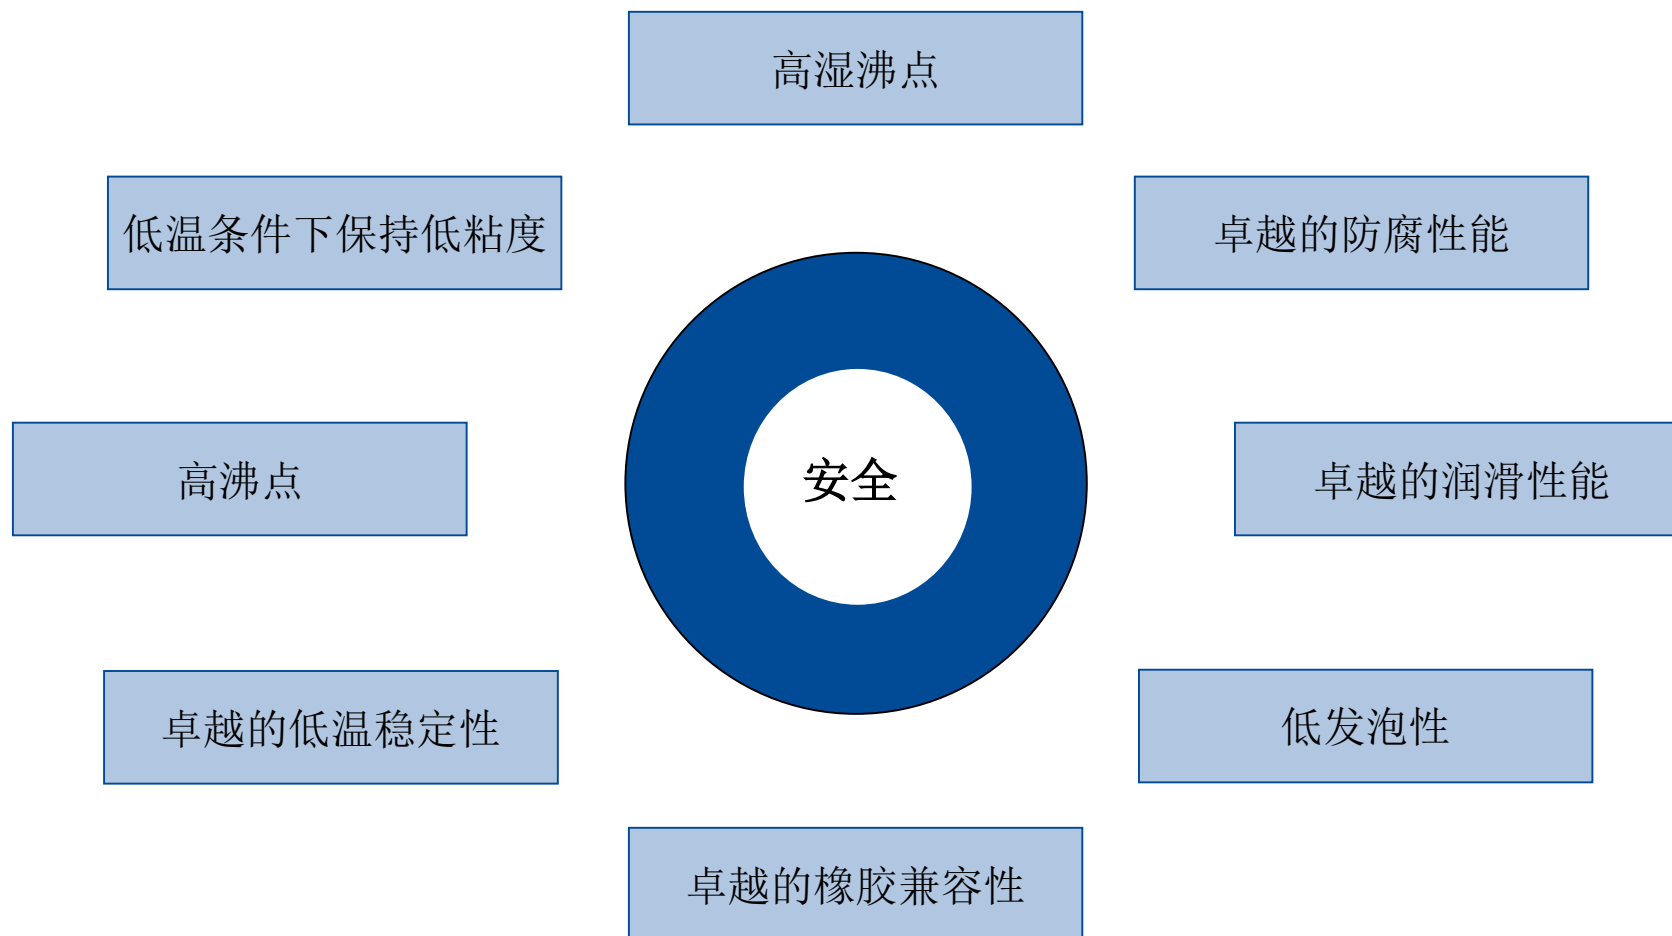 高湿沸点
低温条件下保持低粘度
卓越的防腐性能
安全
高沸点
卓越的润滑性能
卓越的低温稳定性
低发泡性
卓越的橡胶兼容性